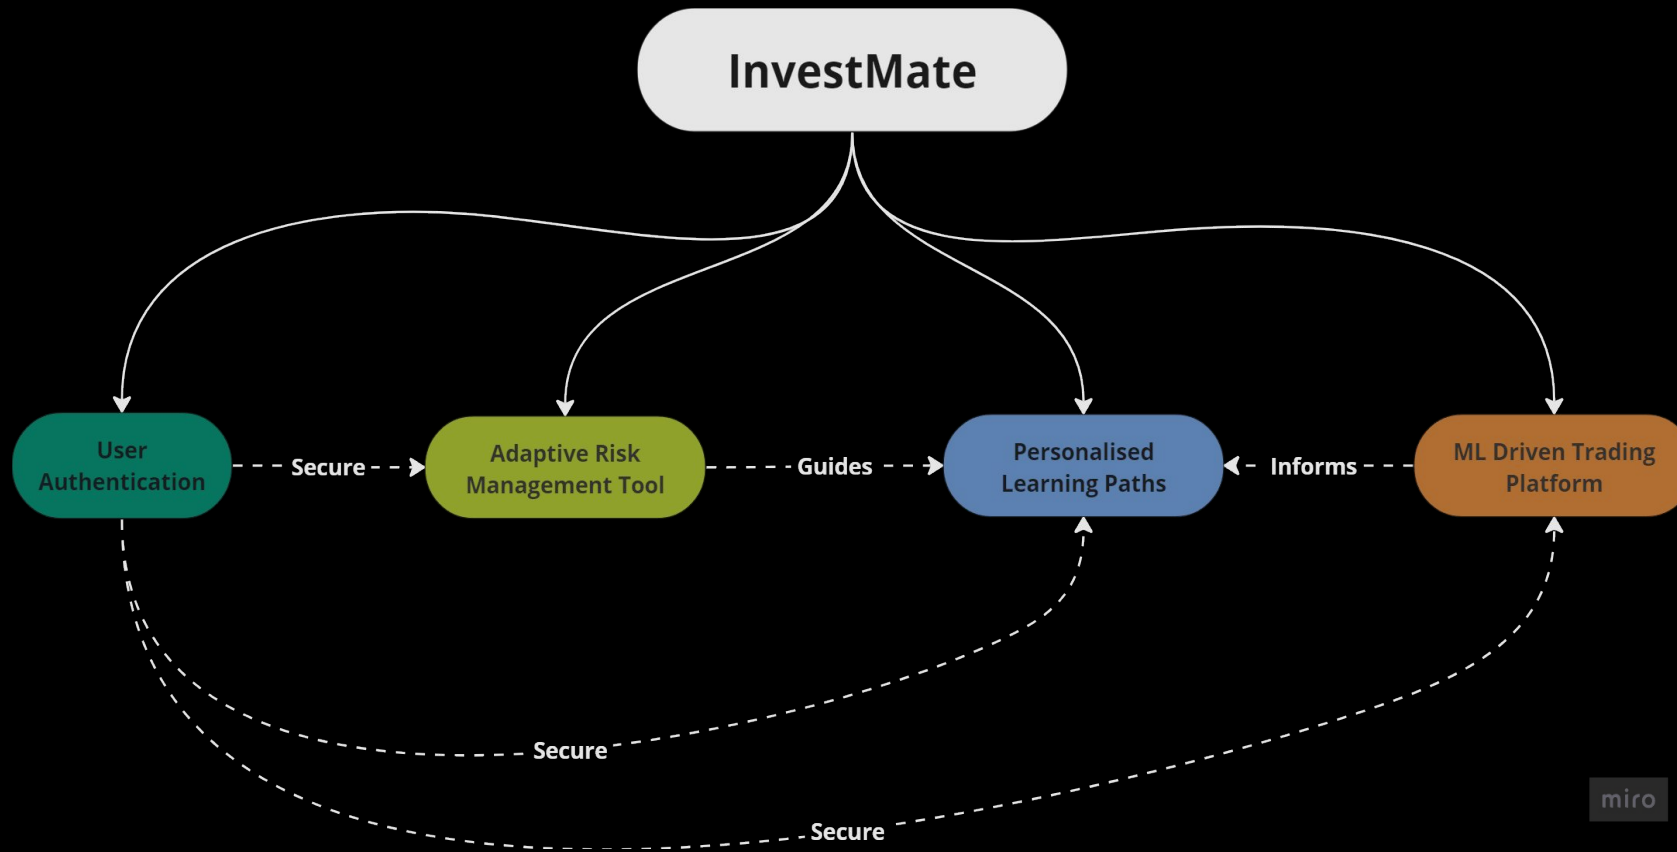 InvestMate
User
Authentication
Secure
Adaptive Risk
Management Tool
Guides
Personalised
Learning Paths
Informs
ML Driven Trading
Platform
Secure
Secure
miro